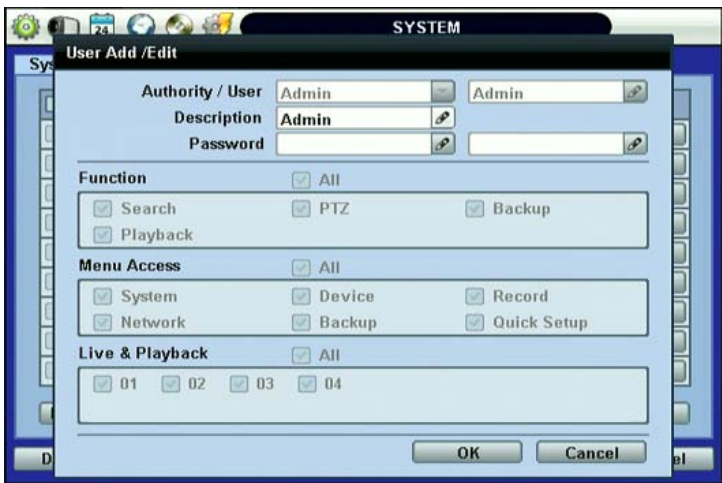 24
SYSTEM
Sys
User Add /Edit
Authority / User Admin Admin
Description Admin
Password
Function All
Search PTZ Backup
Playback
Menu Access All
System Device Record
Network Backup Quick Setup
Live & Playback All
01 02 03 04
OK Cancel
D el